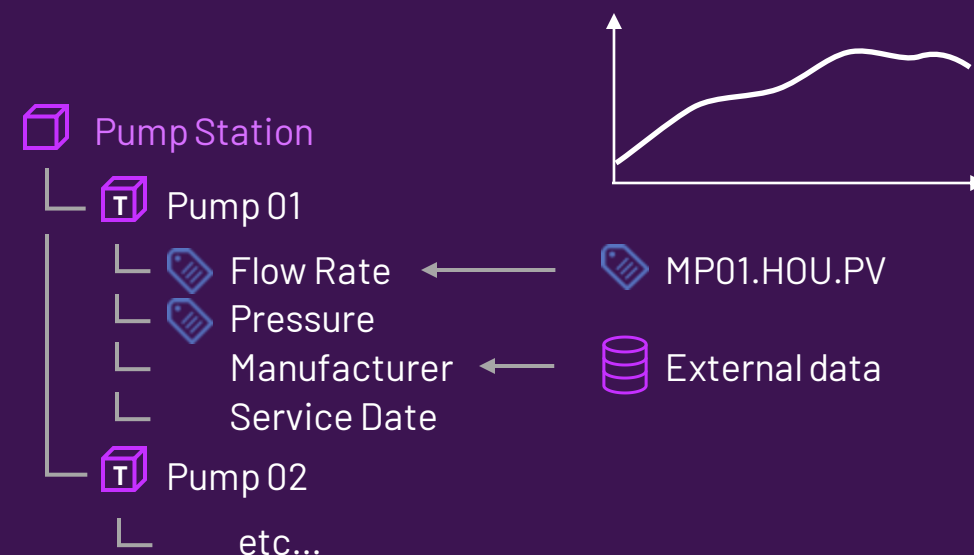 Pump Station
T Pump 01
Flow Rate
MP01.HOU.PV
Pressure
Manufacturer
External data
Service Date
T Pump 02
etc...